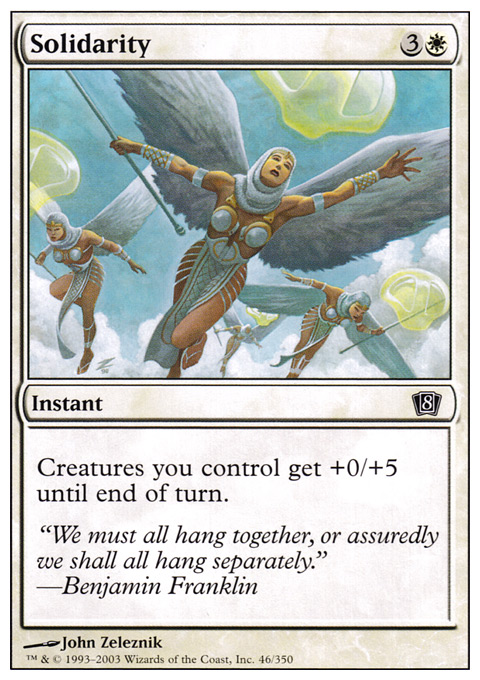 Solidarity 3
Instant 8
Creatures you control get +0/+5
until end of turn.
“We must all hang together, or assuredly
we shall all hang separately.”
—Benjamin Franklin
John Zeleznik
™ & © 1993–2003 Wizards of the Coast, Inc. 46/350